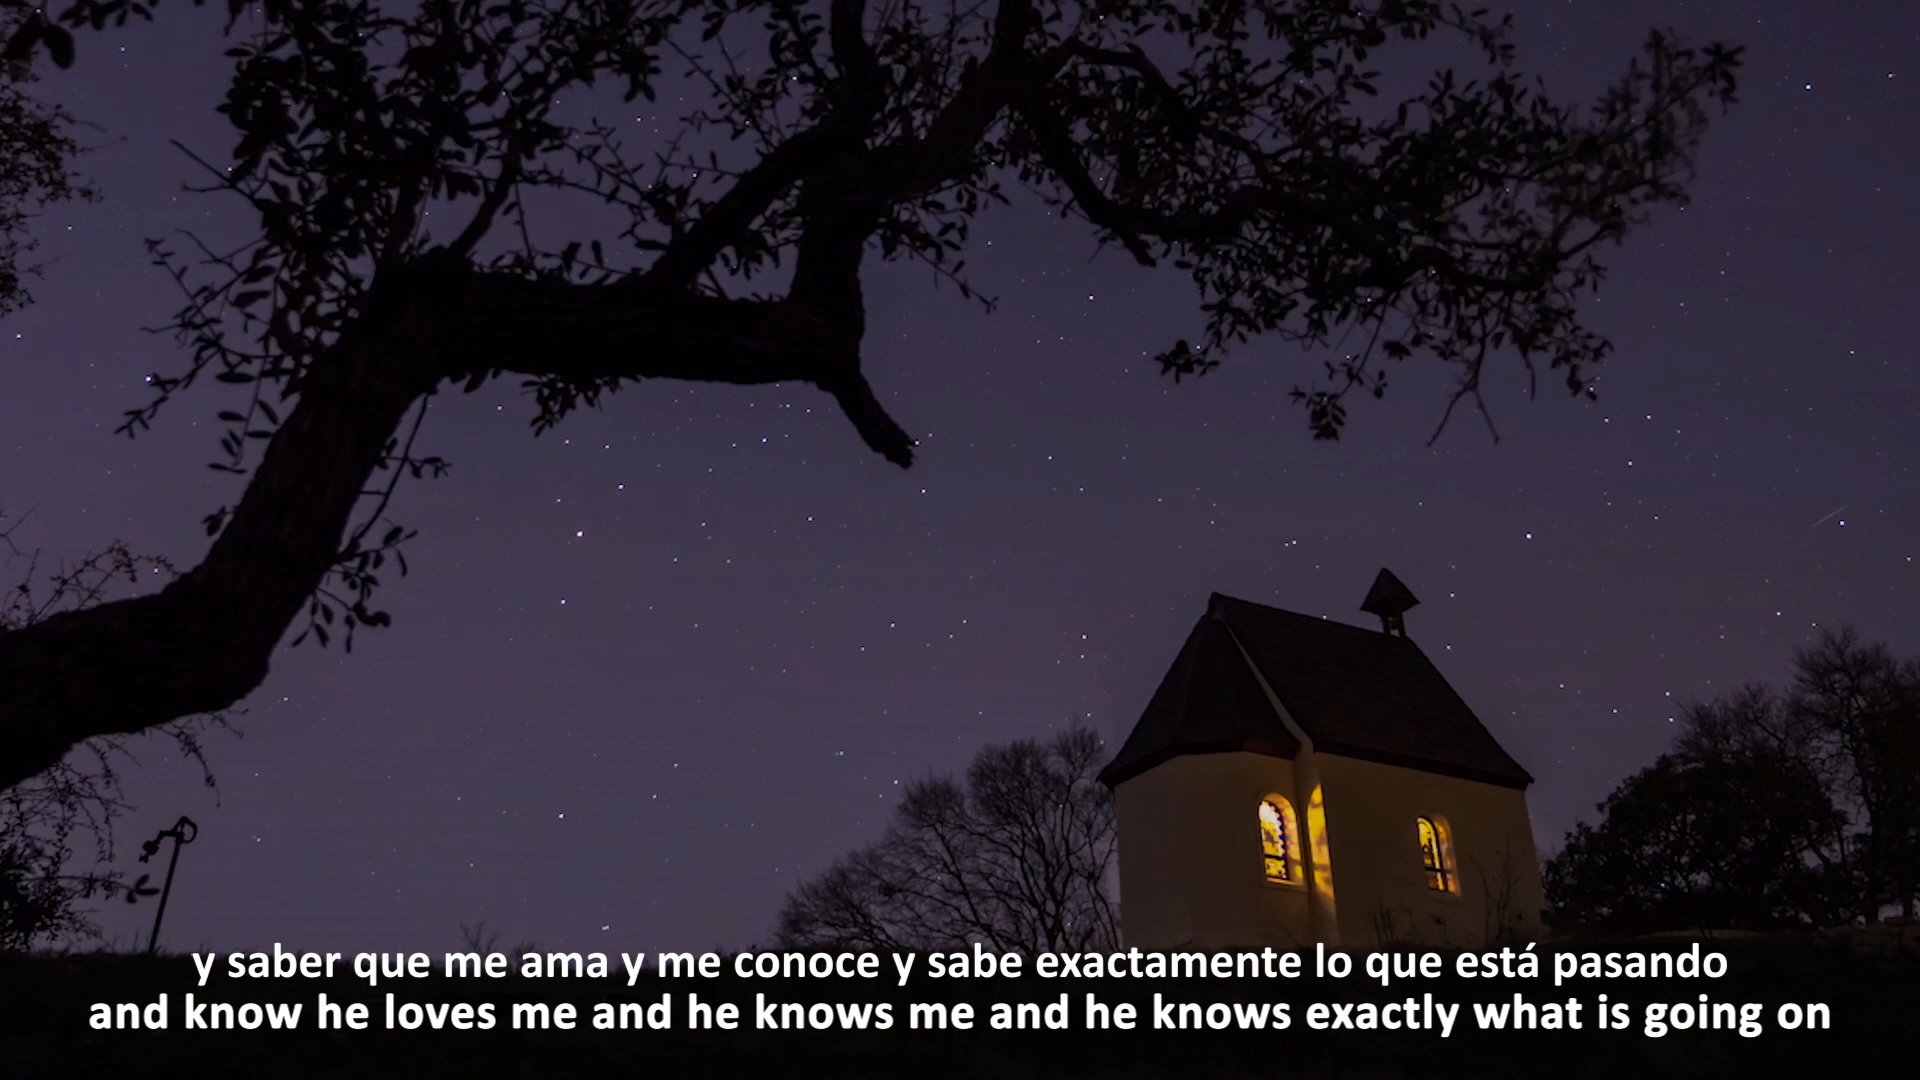 y saber que me ama y me conoce y sabe exactamente lo que está pasando
and know he loves me and he knows me and he knows exactly what is going on